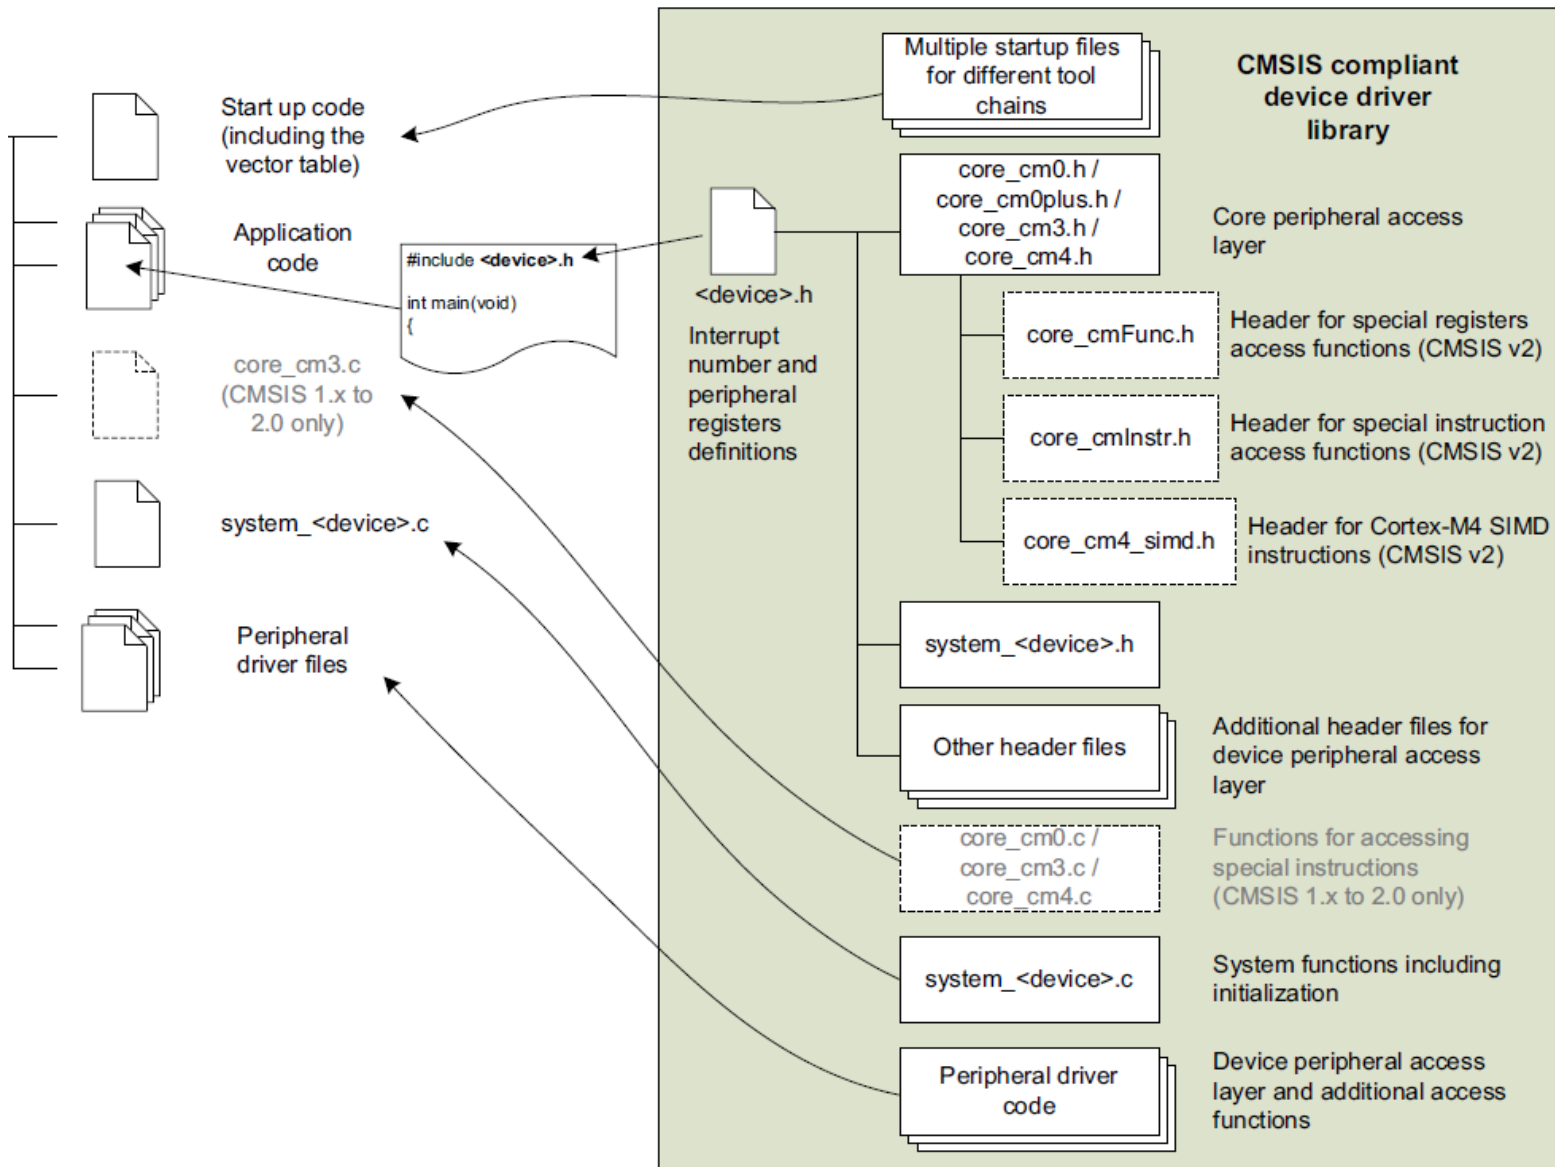 Start up code
(including the
vector table)
Application
code
core_cm3.c
(CMSIS 1.x to
2.0 only)
system_<device>.c
Peripheral
driver files
#include <device>.h
int main(void)
{
<device>.h
Interrupt
number and
peripheral
registers
definitions
Multiple startup files
for different tool
chains
CMSIS compliant
device driver
library
core_cm0.h /
core_cm0plus.h /
core_cm3.h /
core_cm4.h
Core peripheral access
layer
core_cmFunc.h
Header for special registers
access functions (CMSIS v2)
core_cmInstr.h
Header for special instruction
access functions (CMSIS v2)
core_cm4_simd.h
Header for Cortex-M4 SIMD
instructions (CMSIS v2)
system_<device>.h
Other header files
Additional header files for
device peripheral access
layer
core_cm0.c /
core_cm3.c /
core_cm4.c
Functions for accessing
special instructions
(CMSIS 1.x to 2.0 only)
system_<device>.c
System functions including
initialization
Peripheral driver
code
Device peripheral access
layer and additional access
functions